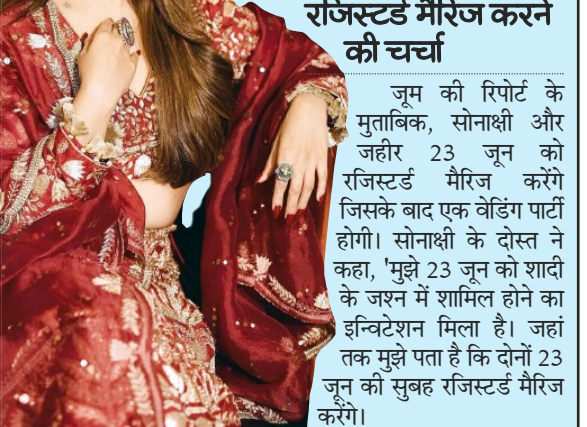 रजिस्टर्ड मैरिज करने
की चर्चा
जूम की रिपोर्ट के
मुताबिक, सोनाक्षी और
जहीर 23 जून को
रजिस्टर्ड मैरिज करेंगे
जिसके बाद एक वेडिंग पार्टी
होगी। सोनाक्षी के दोस्त ने
कहा, 'मुझे 23 जून को शादी
के जश्न में शामिल होने का
इन्विटेशन मिला है। जहां
तक मुझे पता है कि दोनों 23
जून की सुबह रजिस्टर्ड मैरिज
करेंगे।